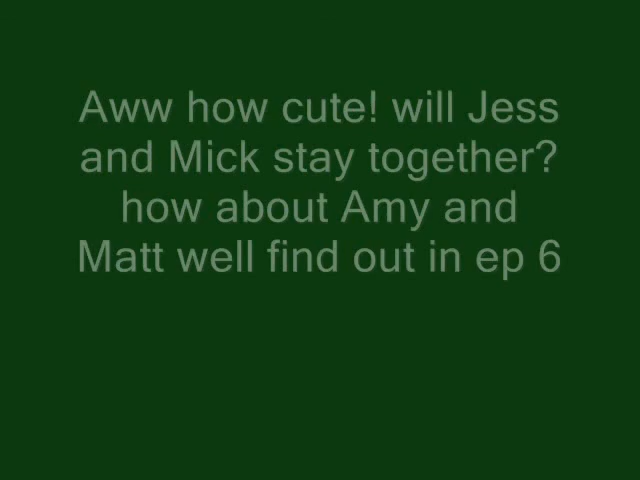 Aww how cute! will Jess
and Mick stay together?
how about Amy and
Matt well find out in ep 6